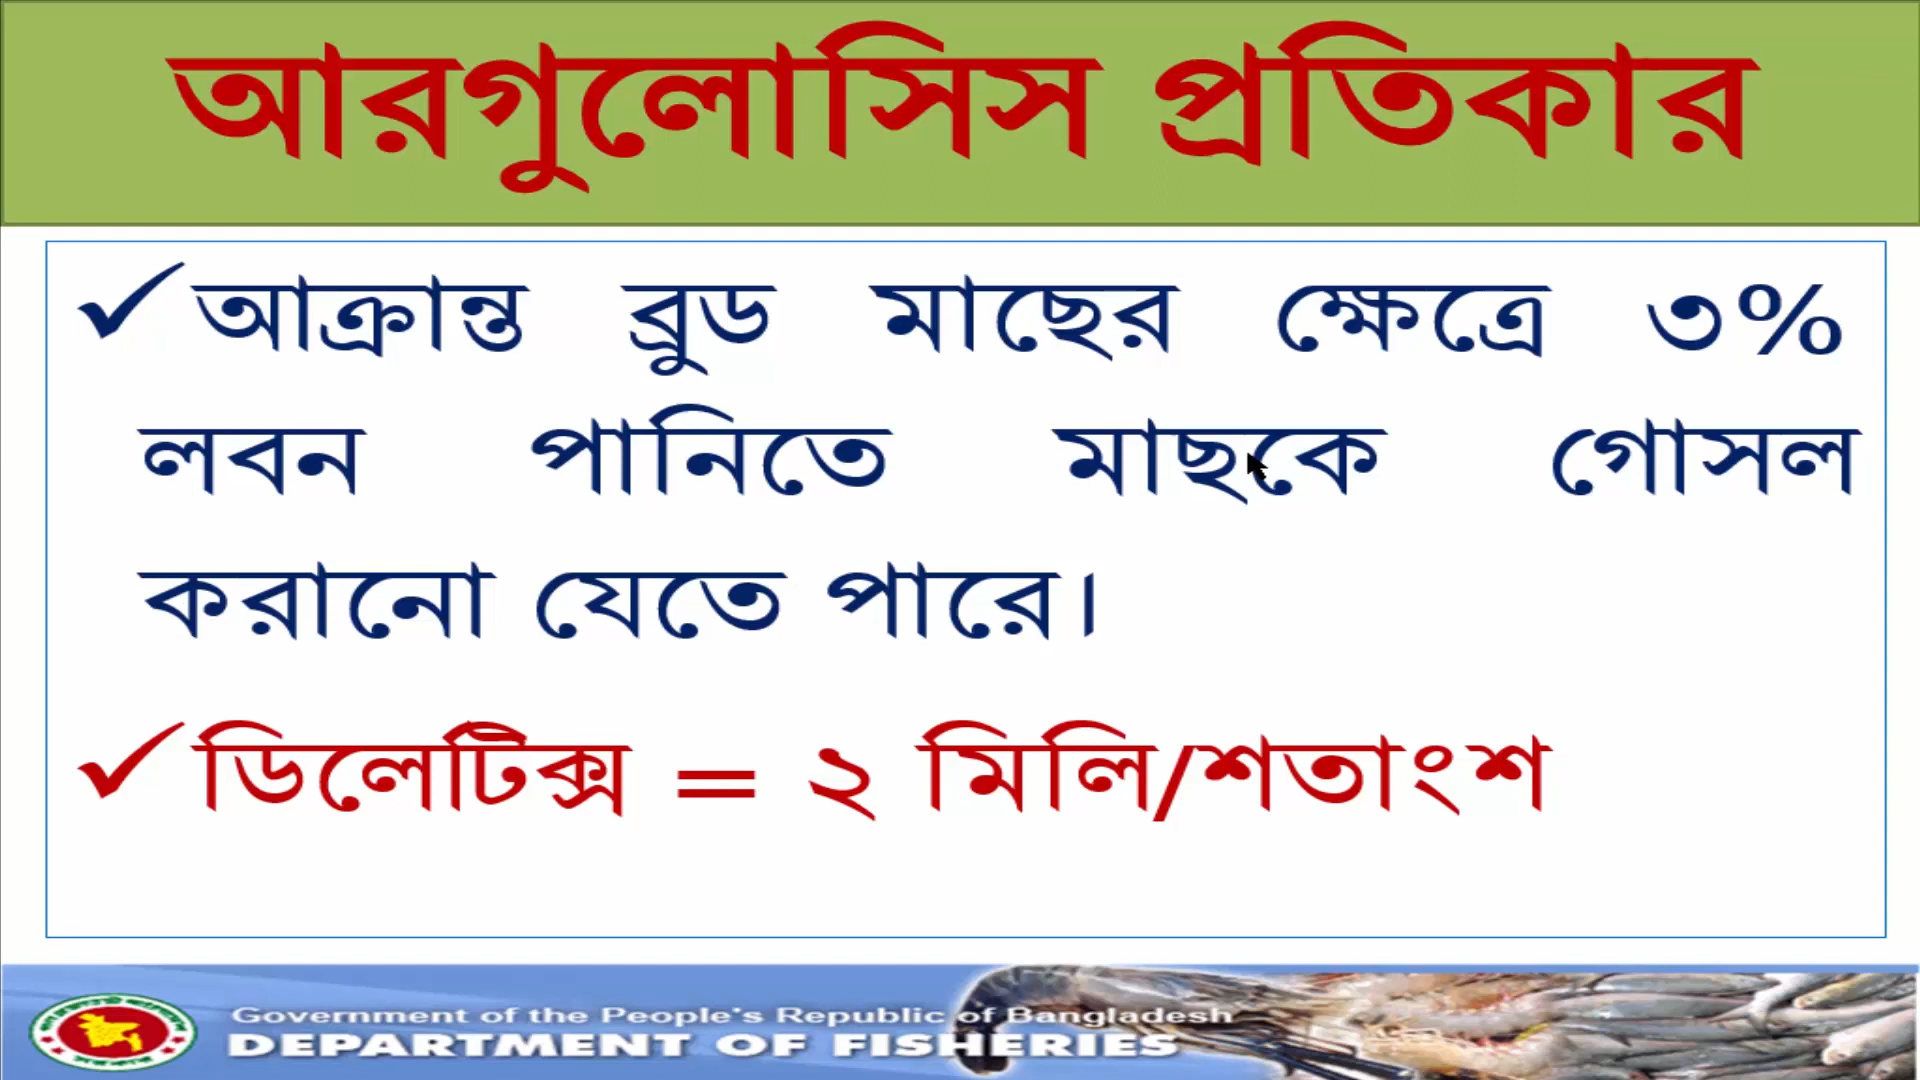 আরগুলোসিস প্রতিকার
✓আক্রান্ত ব্রুড মাছের ক্ষেত্রে ৩%
লবন পানিতে মাছকে গোসল
করানো যেতে পারে।
✓ডিলেটিক্স = ২ মিলি/শতাংশ
Government of the People's Republic of Bangladesh
DEPARTMENT OF FISHERIES